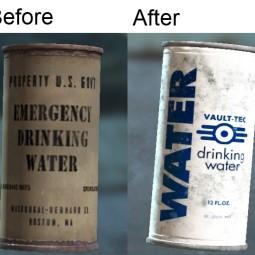 Before
After
PROPERTY U.S. GOVT
EMERGENCY
DRINKING
WATER
BOSTON, MA
WATER
VAULT-TEC
drinking
water
12 FL.OZ.